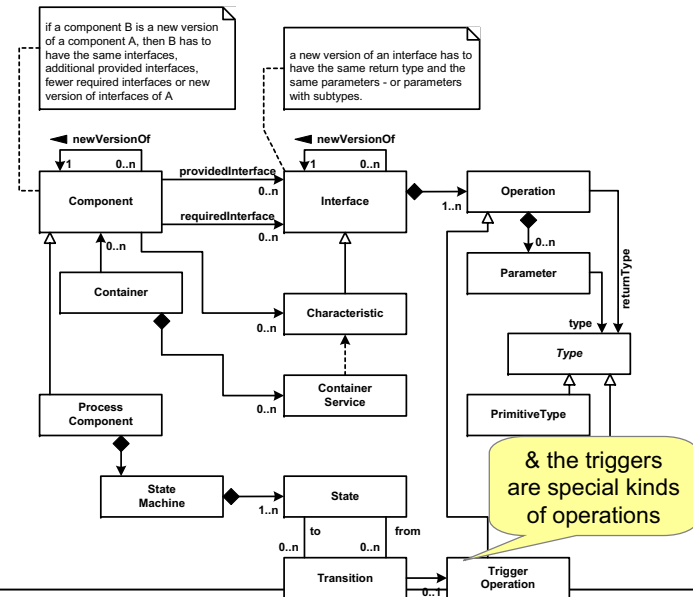 if a component B is a new version
of a component A, then B has to
have the same interfaces,
additional provided interfaces,
fewer required interfaces or new
version of interfaces of A
a new version of an interface has to
have the same return type and the
same parameters - or parameters
with subtypes.
newVersionOf
1
0..n
newVersionOf
1
0..n
Component
providedInterface
0..n
requiredInterface
0..n
Interface
1..n
Operation
0..n
Parameter
returnType
type
Type
0..n
Container
0..n
Characteristic
0..n
Container
Service
PrimitiveType
Process
Component
State
Machine
1..n
State
to
from
0..n
0..n
Transition
0..1
Trigger
Operation
& the triggers
are special kinds
of operations